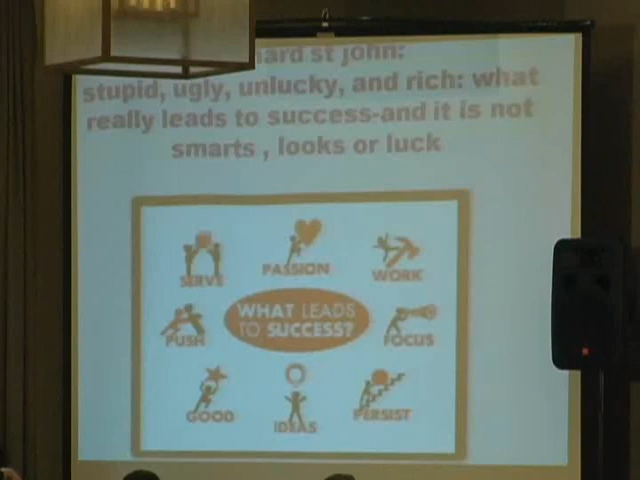 hard st john:
stupid, ugly, unlucky, and rich: what
really leads to success-and it is not
smarts , looks or luck
SERVE
PASSION
WORK
PUSH
WHAT LEADS
TO SUCCESS?
FOCUS
GOOD
IDEAS
PERSIST